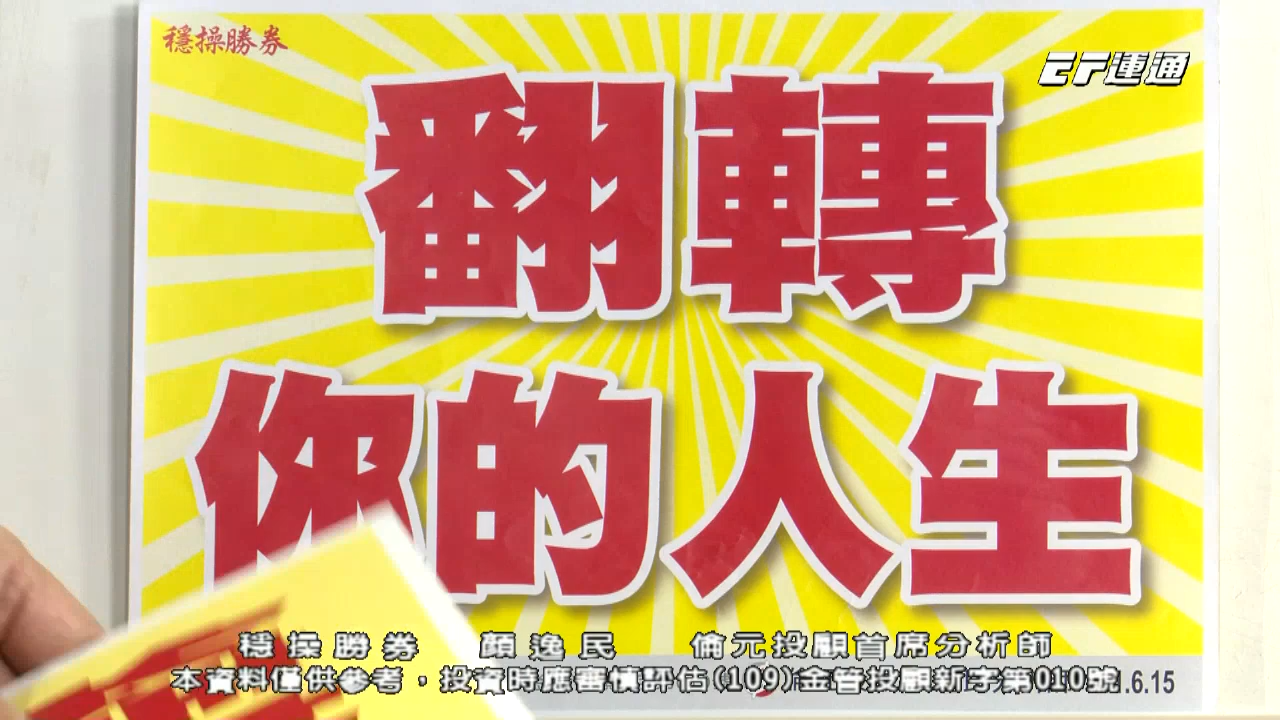 穩操勝券
EF運通
翻轉
你的人生
穩操勝券 顏逸民 倫元投顧首席分析師
本資料僅供參考,投資時應審慎評估(109)金管投顧新字第010號
1.6.15